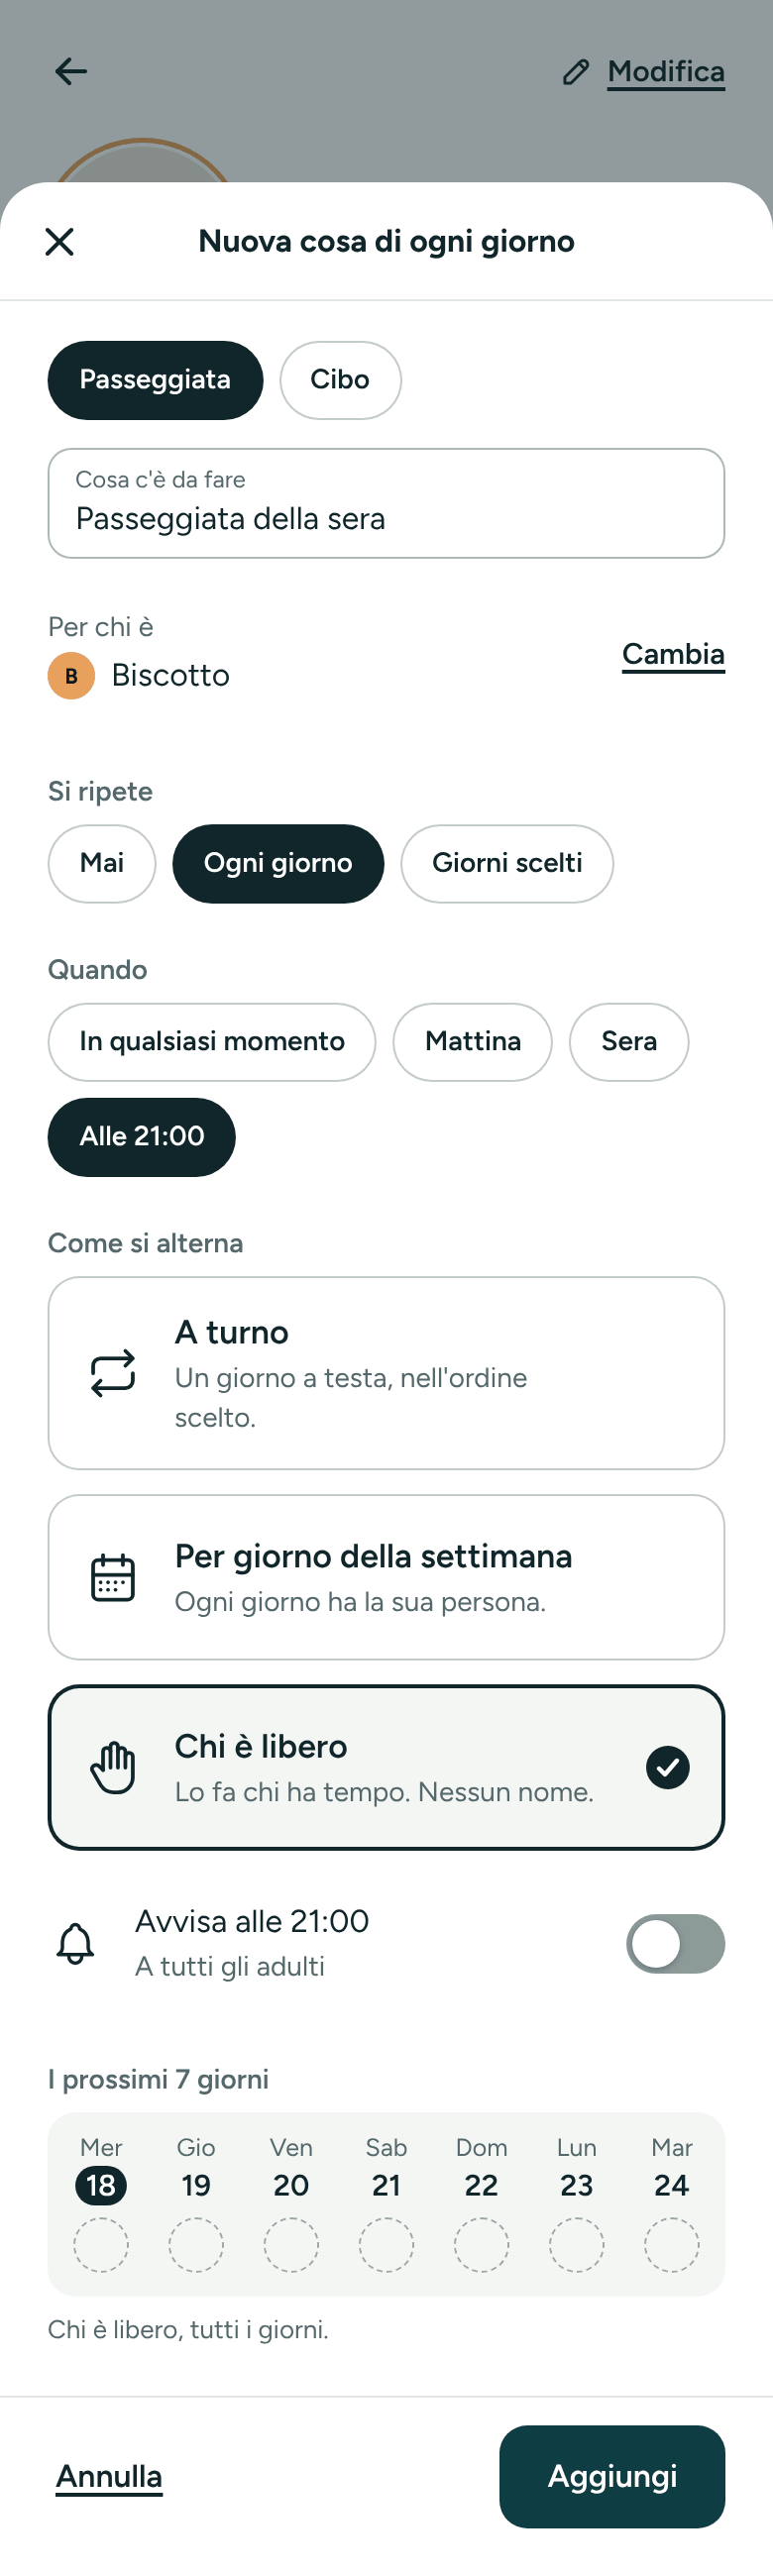 Modifica
Nuova cosa di ogni giorno
Passeggiata Cibo
Cosa c'è da fare
Passeggiata della sera
Per chi è
Cambia
B Biscotto
Si ripete
Mai Ogni giorno Giorni scelti
Quando
In qualsiasi momento Mattina Sera
Alle 21:00
Come si alterna
A turno
Un giorno a testa, nell'ordine
scelto.
Per giorno della settimana
Ogni giorno ha la sua persona.
Chi è libero
Lo fa chi ha tempo. Nessun nome.
Avvisa alle 21:00
A tutti gli adulti
I prossimi 7 giorni
Mer Gio Ven Sab Dom Lun Mar
18 19 20 21 22 23 24
Chi è libero, tutti i giorni.
Annulla Aggiungi